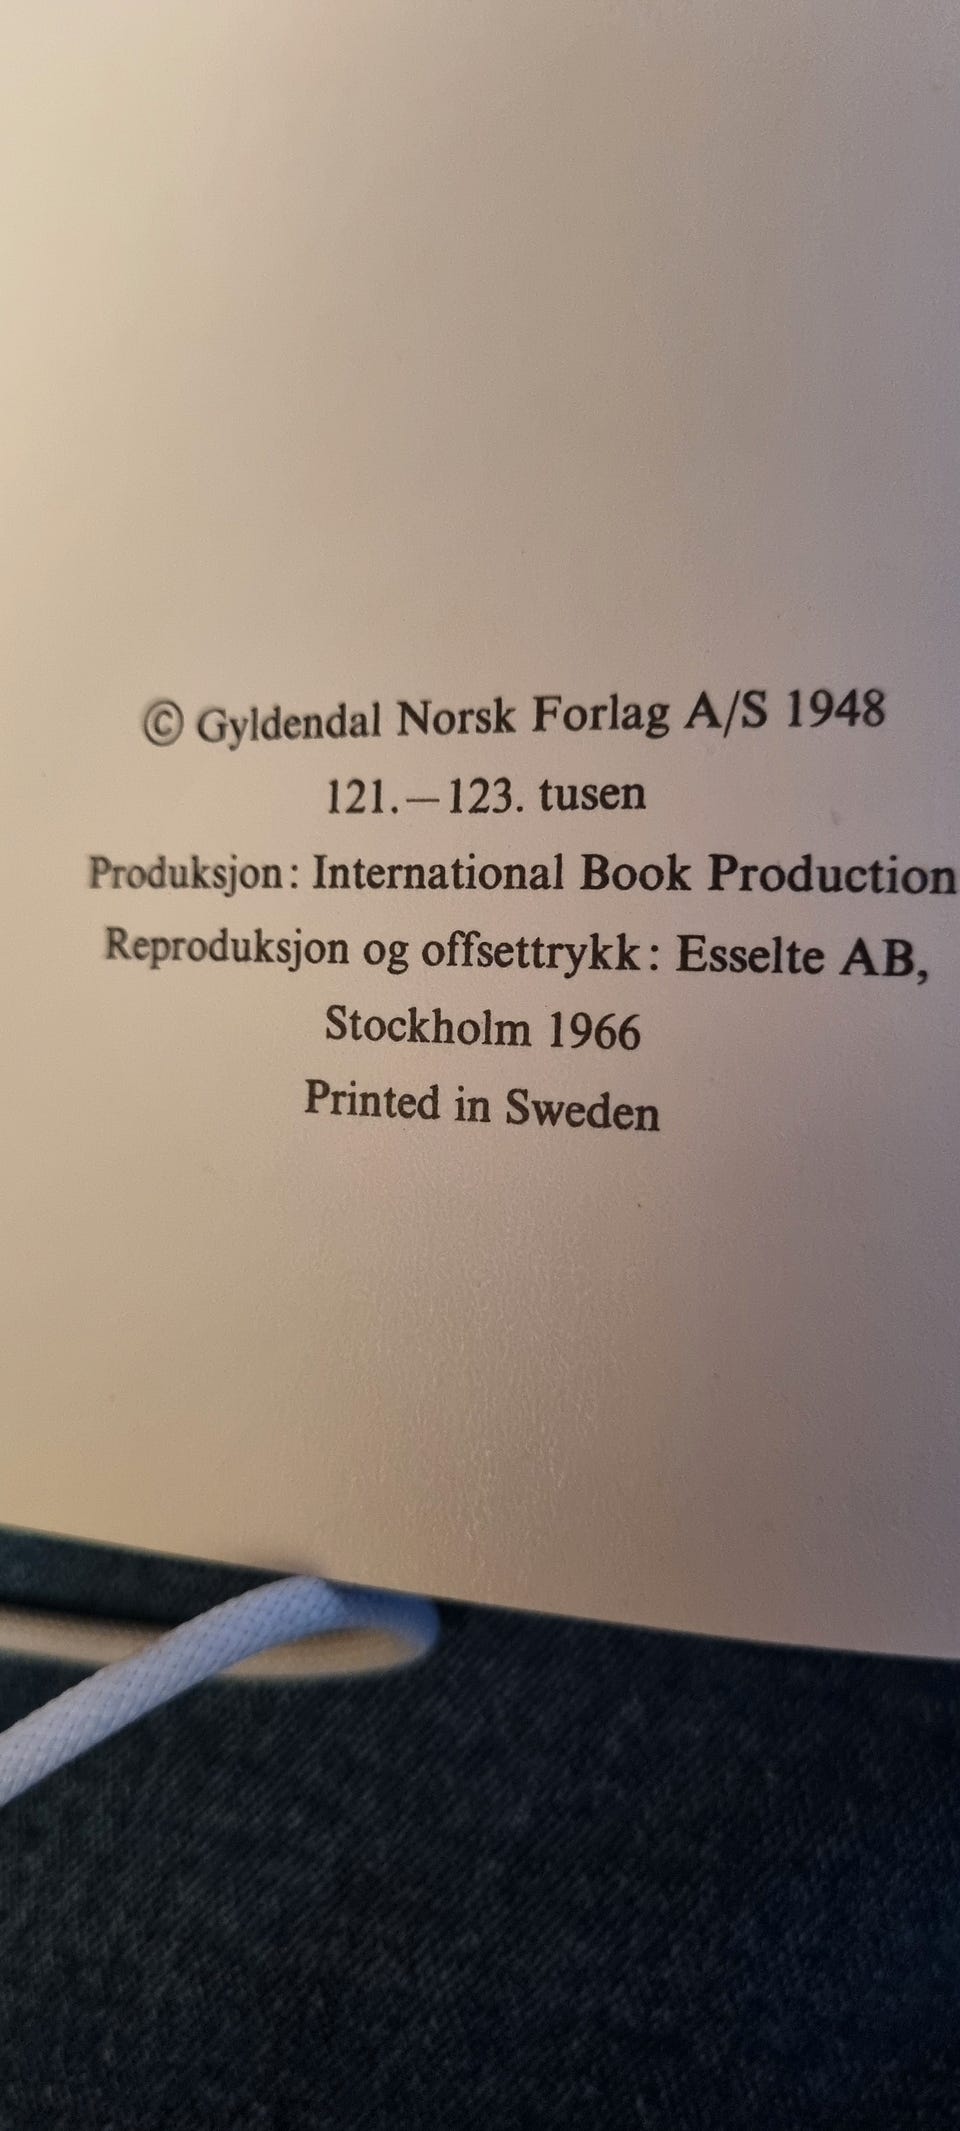 © Gyldendal Norsk Forlag A/S 1948
121.—123. tusen
Produksjon: International Book Production
Reproduksjon og offsettrykk: Esselte AB,
Stockholm 1966
Printed in Sweden